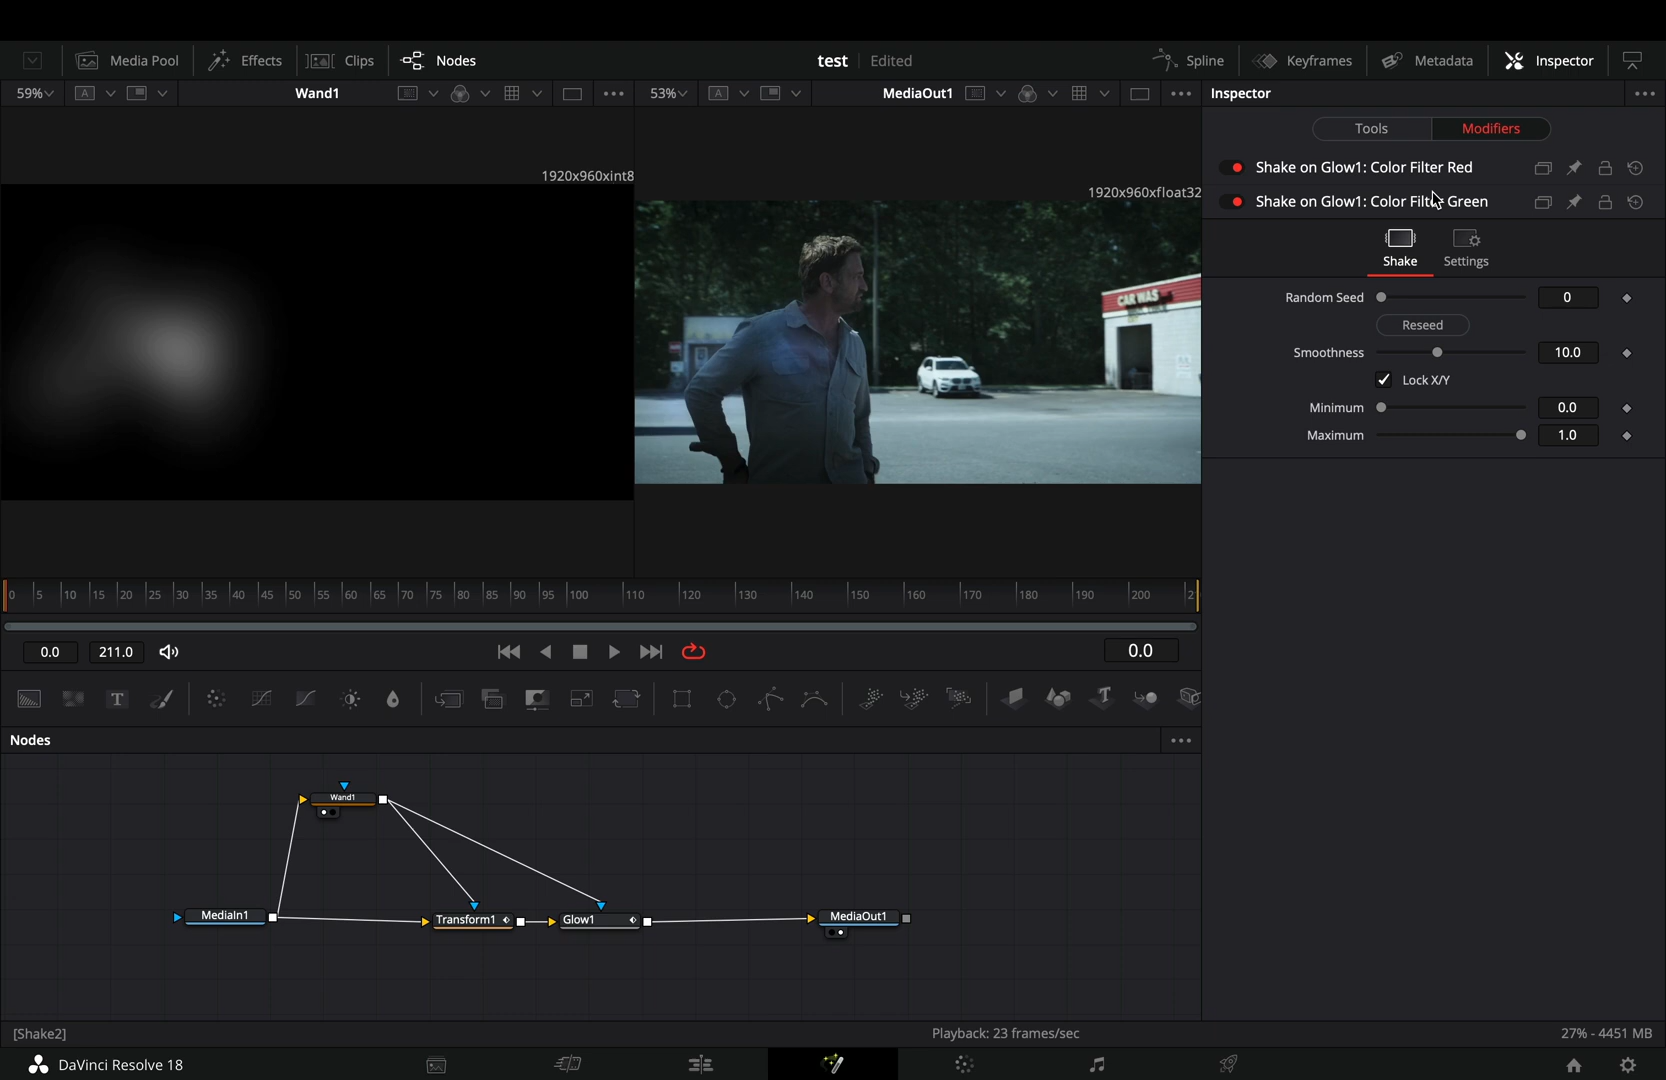 Media Pool Effects Clips Nodes test Edited Spline Keyframes Metadata Inspector
59% A Wand1 53% A MediaOut1 Inspector
Tools Modifiers
Shake on Glow1: Color Filter Red
1920x960xint8
1920x960xfloat32
Shake on Glow1: Color Filter Green
Shake Settings
CAR WAS
Random Seed 0
Reseed
Smoothness 10.0
Lock X/Y
Minimum 0.0
Maximum 1.0
0 5 10 15 20 25 30 35 40 45 50 55 60 65 70 75 80 85 90 95 100 110 120 130 140 150 160 170 180 190 200 2
0.0 211.0 0.0
T T
Nodes
Wand1
MediaIn1 Transform1 Glow1 MediaOut1
[Shake2] Playback: 23 frames/sec 27% - 4451 MB
DaVinci Resolve 18